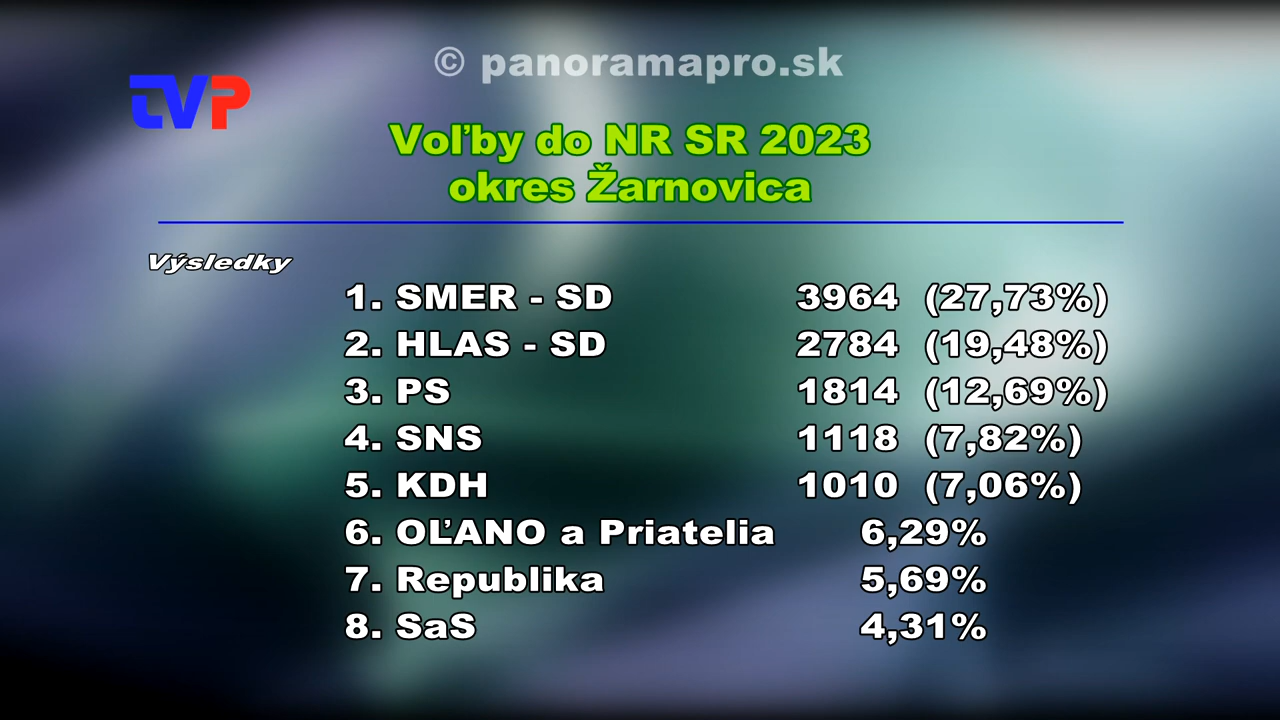 © panoramapro.sk
TVP
Voľby do NR SR 2023
okres Žarnovica
Výsledky
1. SMER - SD 3964 (27,73%)
2. HLAS - SD 2784 (19,48%)
3. PS 1814 (12,69%)
4. SNS 1118 (7,82%)
5. KDH 1010 (7,06%)
6. OĽANO a Priatelia 6,29%
7. Republika 5,69%
8. SaS 4,31%